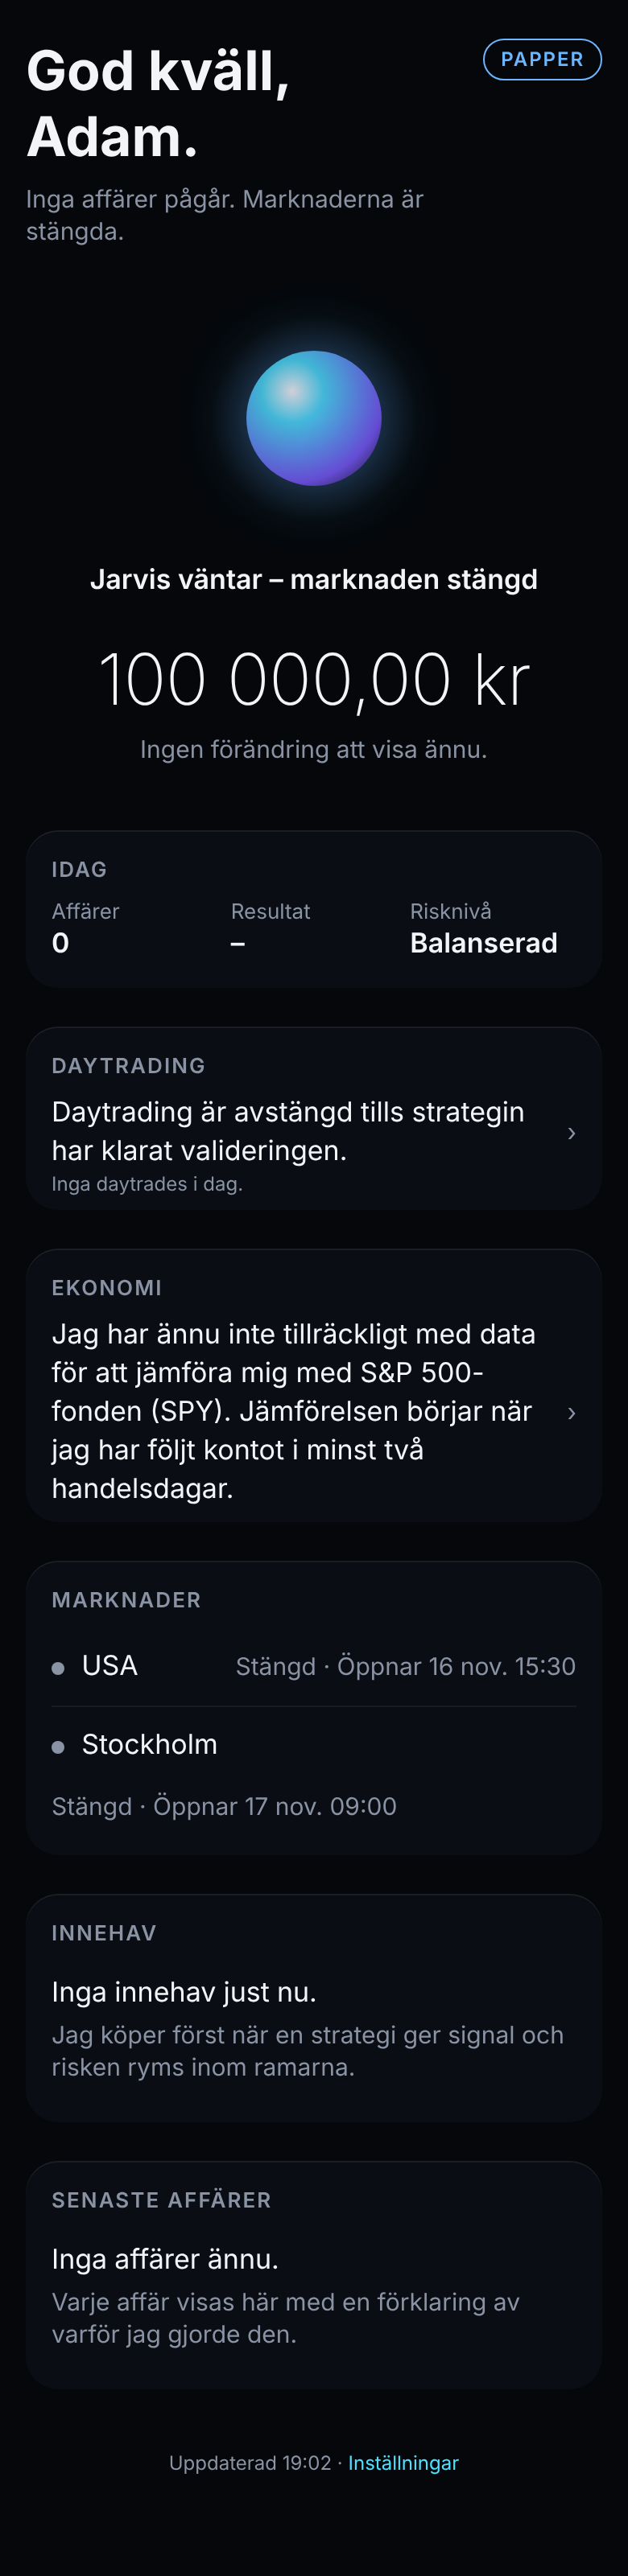 God kväll,
Adam.
PAPPER
Inga affärer pågår. Marknaderna är
stängda.
Jarvis väntar – marknaden stängd
100 000,00 kr
Ingen förändring att visa ännu.
IDAG
Affärer Resultat Risknivå
0 – Balanserad
DAYTRADING
Daytrading är avstängd tills strategin
har klarat valideringen.
Inga daytrades i dag.
›
EKONOMI
Jag har ännu inte tillräckligt med data
för att jämföra mig med S&P 500-
fonden (SPY). Jämförelsen börjar när
jag har följt kontot i minst två
handelsdagar.
›
MARKNADER
USA Stängd · Öppnar 16 nov. 15:30
Stockholm
Stängd · Öppnar 17 nov. 09:00
INNEHAV
Inga innehav just nu.
Jag köper först när en strategi ger signal och
risken ryms inom ramarna.
SENASTE AFFÄRER
Inga affärer ännu.
Varje affär visas här med en förklaring av
varför jag gjorde den.
Uppdaterad 19:02 · Inställningar